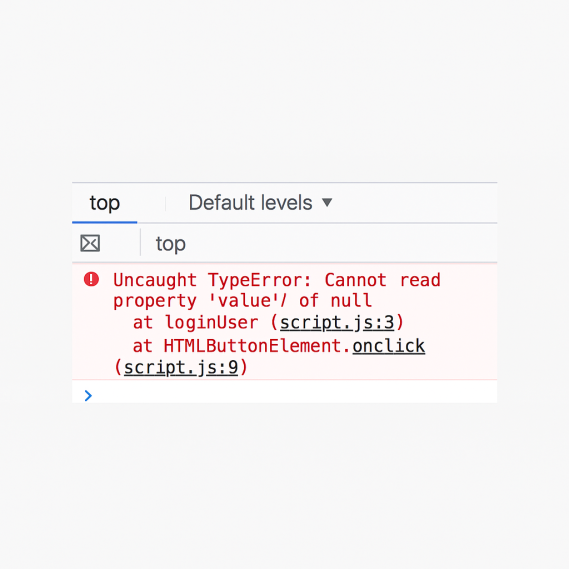 top Default levels ▼
top
Uncaught TypeError: Cannot read
property 'value'/ of null
at loginUser (script.js:3)
at HTMLButtonElement.onclick
(script.js:9)